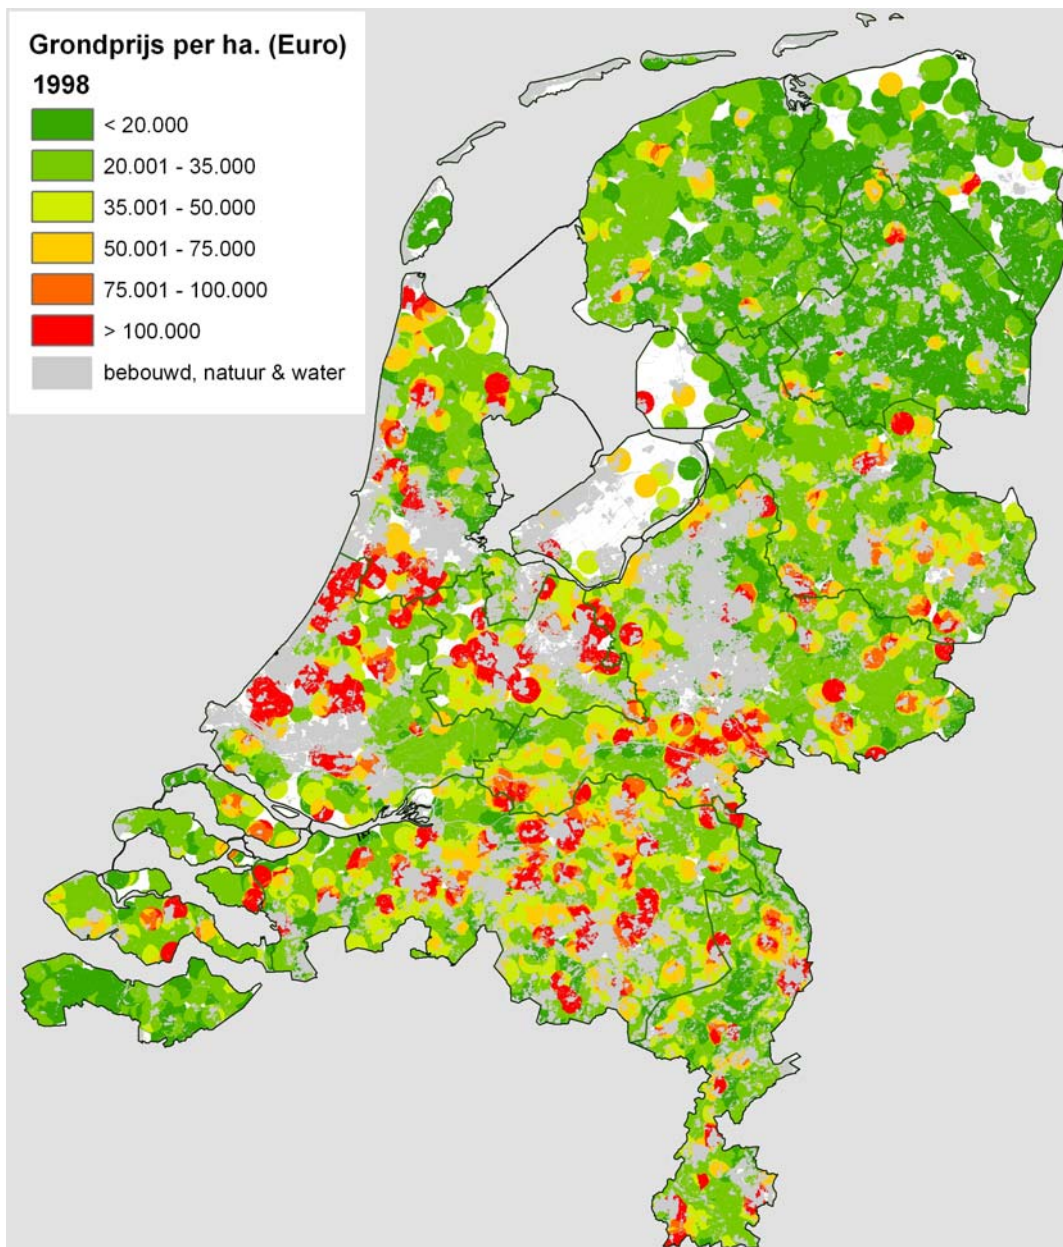 Grondprijs per ha. (Euro)
1998
< 20.000
20.001 - 35.000
35.001 - 50.000
50.001 - 75.000
75.001 - 100.000
> 100.000
bebouwd, natuur & water